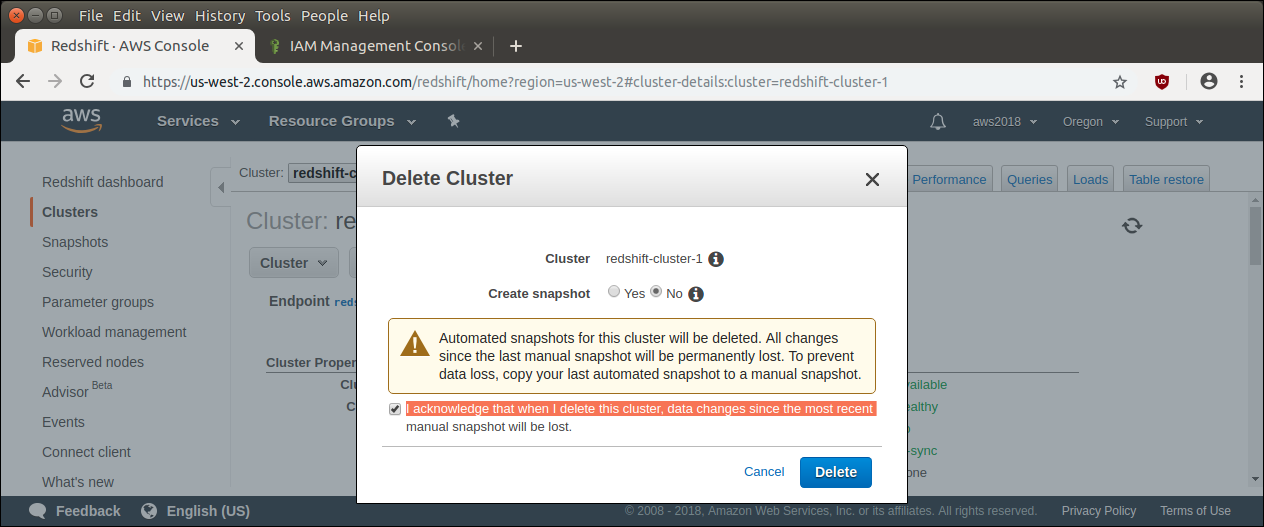 File Edit View History Tools People Help
Redshift · AWS Console
IAM Management Consol
https://us-west-2.console.aws.amazon.com/redshift/home?region=us-west-2#cluster-details:cluster=redshift-cluster-1
aws Services Resource Groups aws2018 Oregon Support
Redshift dashboard
Clusters
Snapshots
Security
Parameter groups
Workload management
Reserved nodes
Advisor Beta
Events
Connect client
What's new
Cluster: redshift-c
Performance Queries Loads Table restore
Cluster: re
Cluster
Endpoint reds
Cluster Proper
Clu
C
vailable
ealthy
-sync
one
Delete Cluster
Cluster redshift-cluster-1
Create snapshot Yes No
Automated snapshots for this cluster will be deleted. All changes
since the last manual snapshot will be permanently lost. To prevent
data loss, copy your last automated snapshot to a manual snapshot.
I acknowledge that when I delete this cluster, data changes since the most recent
manual snapshot will be lost.
Cancel Delete
Feedback English (US) © 2008 - 2018, Amazon Web Services, Inc. or its affiliates. All rights reserved. Privacy Policy Terms of Use